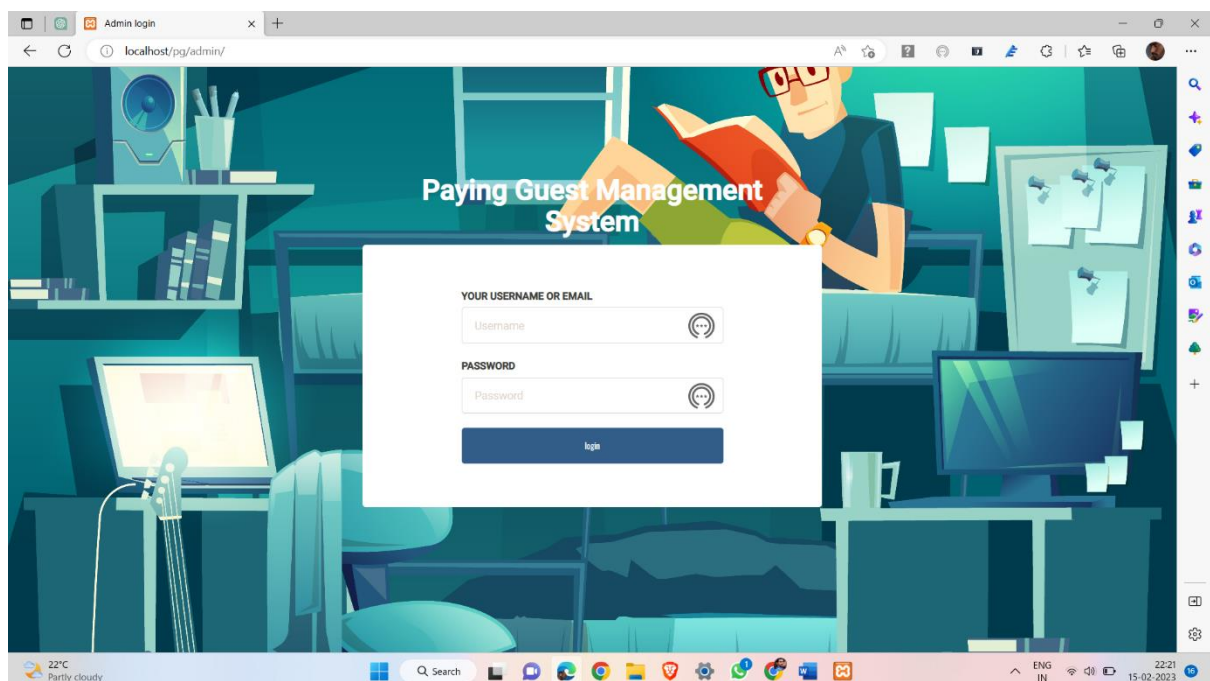 Admin login
localhost/pg/admin/
Paying Guest Management
System
YOUR USERNAME OR EMAIL
Username
PASSWORD
Password
login
22°C
Partly cloudy
Search
ENG
IN
22:21
15-02-2023
16